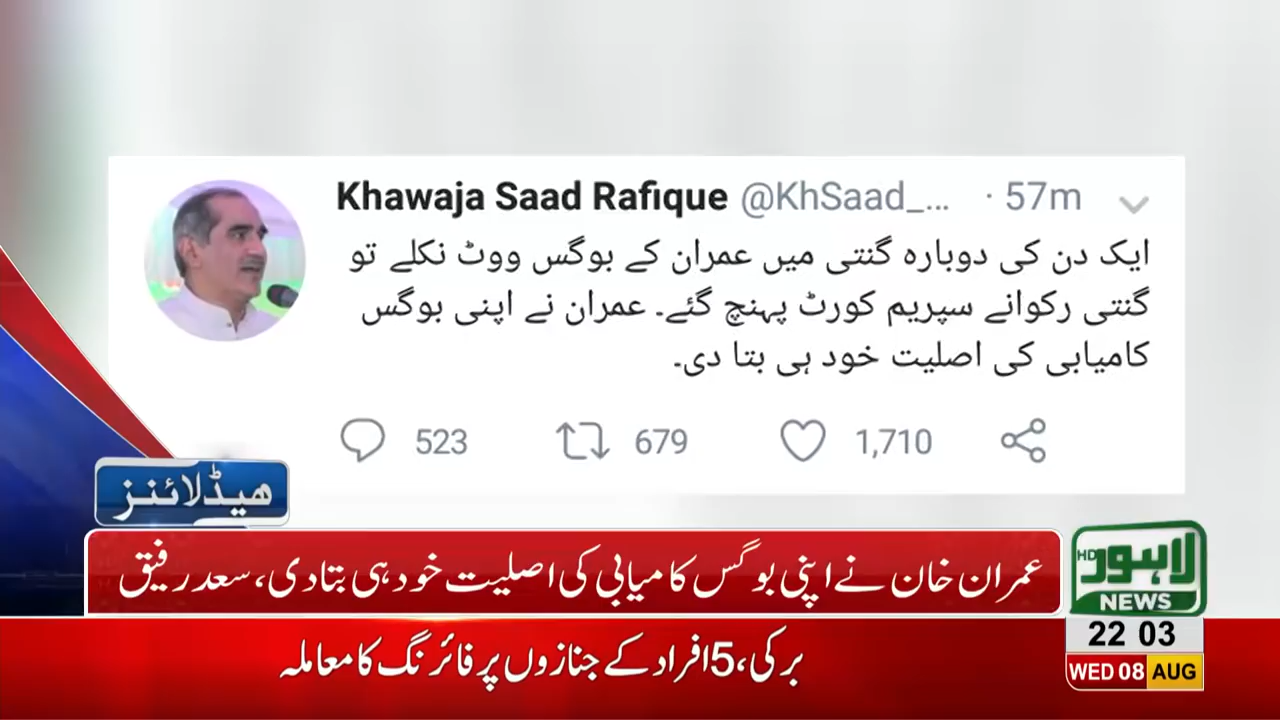 Khawaja Saad Rafique @KhSaad_... · 57m
ایک دن کی دوبارہ گنتی میں عمران کے بوگس ووٹ نکلے تو
گنتی رکوانے سپریم کورٹ پہنچ گئے۔ عمران نے اپنی بوگس
کامیابی کی اصلیت خود ہی بتا دی۔
523 679 1,710
ہیڈلائنز
عمران خان نے اپنی بوگس کامیابی کی اصلیت خود ہی بتادی، سعد رفیق
HD لاہور
NEWS
22 03
WED 08 AUG
برکی، 5افراد کے جنازوں پر فائرنگ کا معاملہ